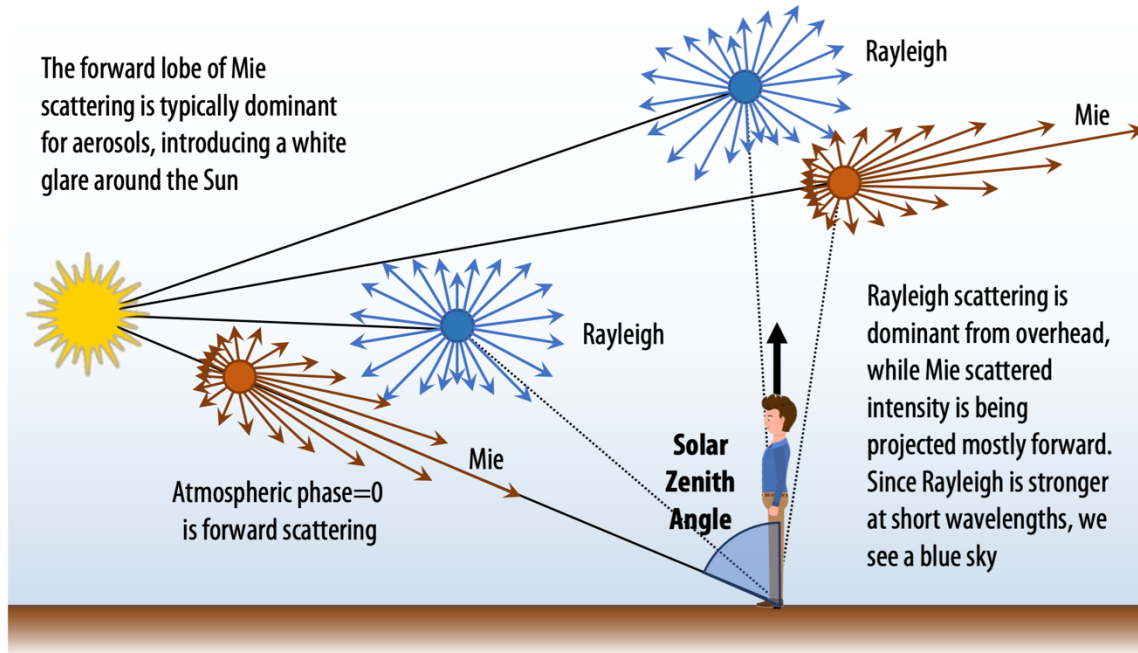 The forward lobe of Mie
scattering is typically dominant
for aerosols, introducing a white
glare around the Sun
Rayleigh
Mie
Rayleigh
Mie
Atmospheric phase=0
is forward scattering
Solar
Zenith
Angle
Rayleigh scattering is
dominant from overhead,
while Mie scattered
intensity is being
projected mostly forward.
Since Rayleigh is stronger
at short wavelengths, we
see a blue sky